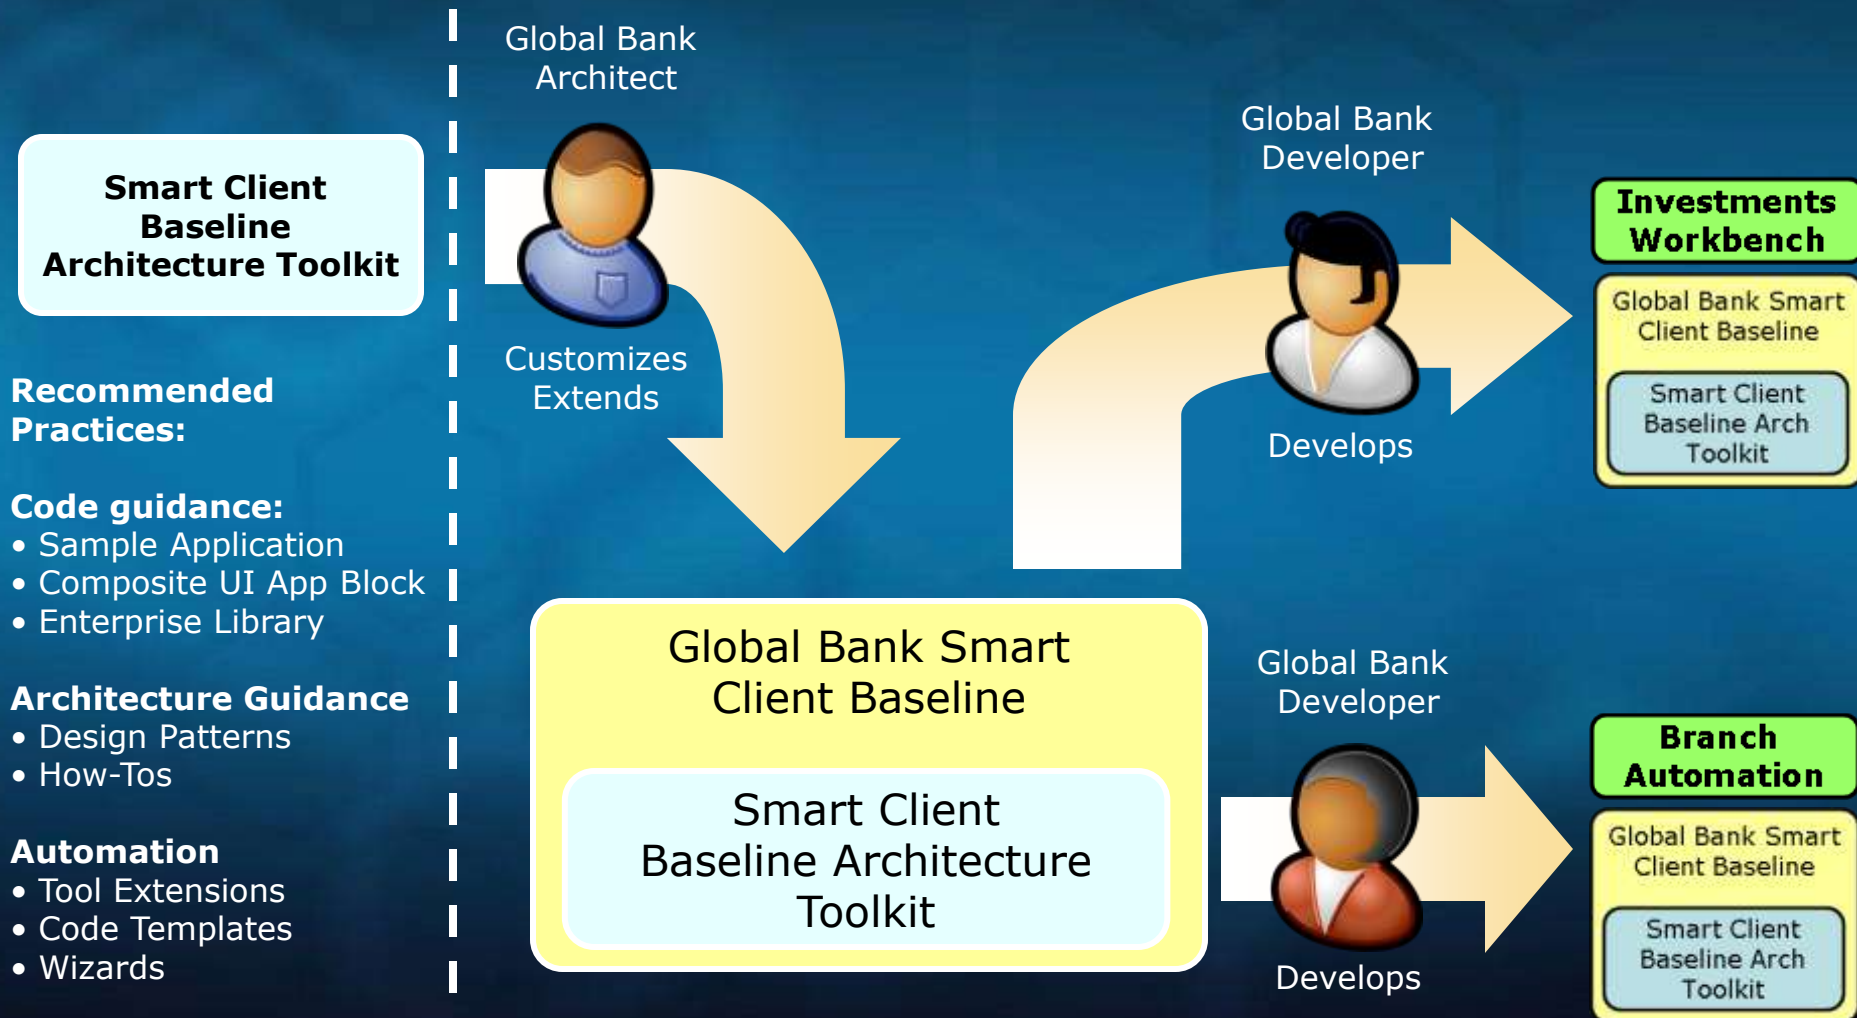 Smart Client
Baseline
Architecture Toolkit
Recommended
Practices:
Code guidance:
• Sample Application
• Composite UI App Block
• Enterprise Library
Architecture Guidance
• Design Patterns
• How-Tos
Automation
• Tool Extensions
• Code Templates
• Wizards
Global Bank
Architect
Customizes
Extends
Global Bank Smart
Client Baseline
Smart Client
Baseline Architecture
Toolkit
Global Bank
Developer
Develops
Investments
Workbench
Global Bank Smart
Client Baseline
Smart Client
Baseline Arch
Toolkit
Global Bank
Developer
Develops
Branch
Automation
Global Bank Smart
Client Baseline
Smart Client
Baseline Arch
Toolkit